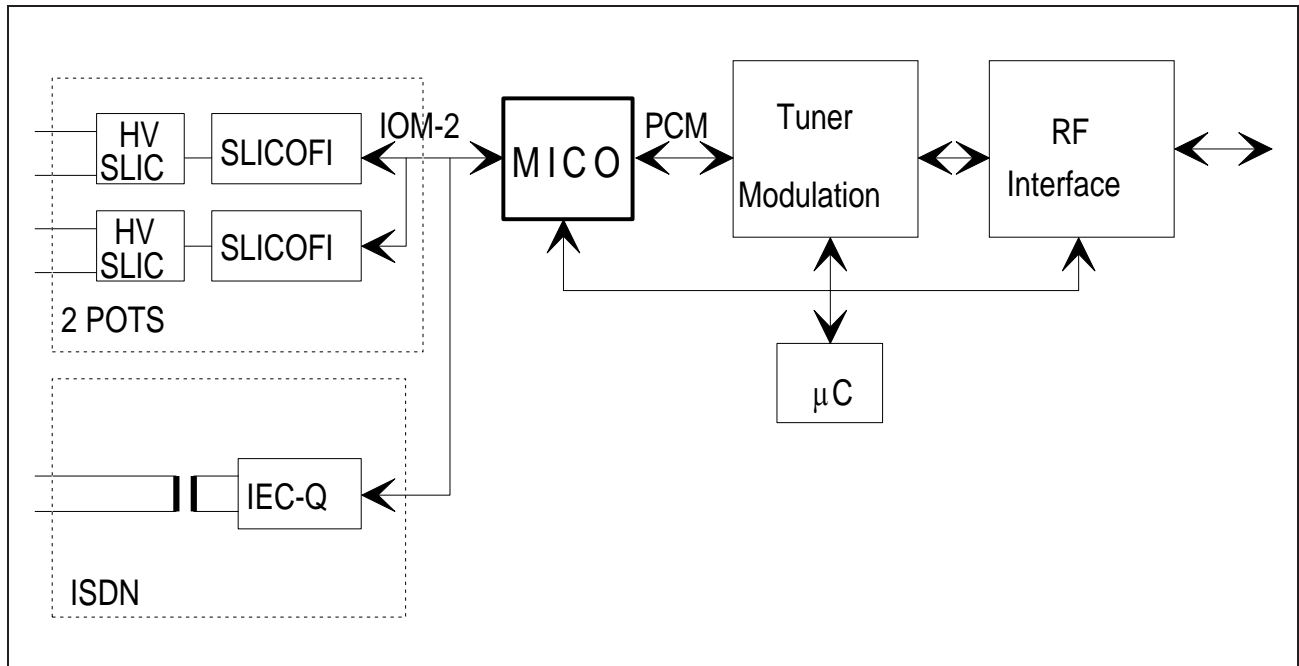 HV
SLIC
SLICOFI
IOM-2
MICO
PCM
Tuner
Modulation
RF
Interface
HV
SLIC
SLICOFI
2 POTS
μC
IEC-Q
ISDN